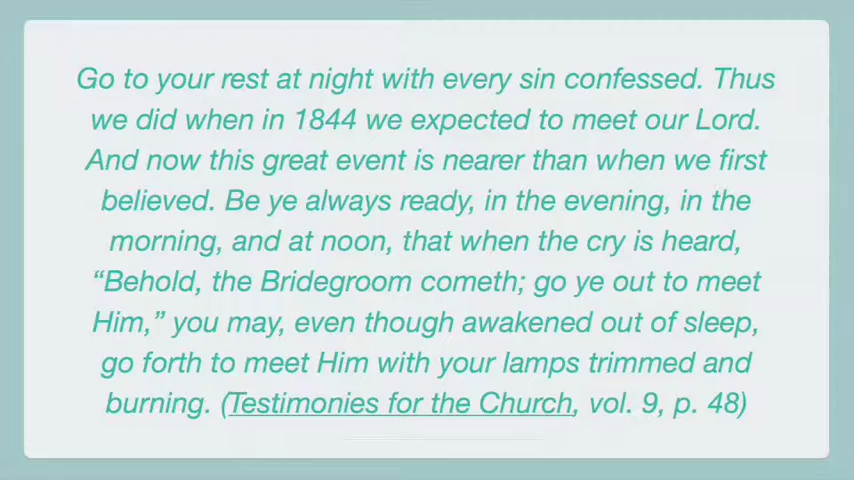 Go to your rest at night with every sin confessed. Thus
we did when in 1844 we expected to meet our Lord.
And now this great event is nearer than when we first
believed. Be ye always ready, in the evening, in the
morning, and at noon, that when the cry is heard,
“Behold, the Bridegroom cometh; go ye out to meet
Him,” you may, even though awakened out of sleep,
go forth to meet Him with your lamps trimmed and
burning. (Testimonies for the Church, vol. 9, p. 48)